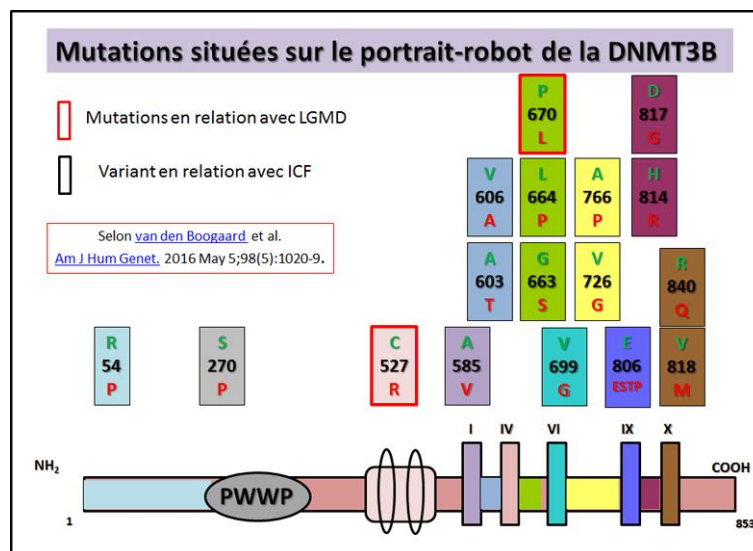 Mutations situées sur le portrait-robot de la DNMT3B
Mutations en relation avec LGMD
Variant en relation avec ICF
Selon van den Boogaard et al.
Am J Hum Genet. 2016 May 5;98(5):1020-9.
P
670
L
D
817
G
V
606
A
L
664
P
A
766
P
H
814
R
A
603
T
G
663
S
V
726
G
R
840
Q
R
54
P
S
270
P
C
527
R
A
585
V
V
699
G
E
806
ESTP
V
818
M
I IV VI IX X
NH2
COOH
PWWP
1
853